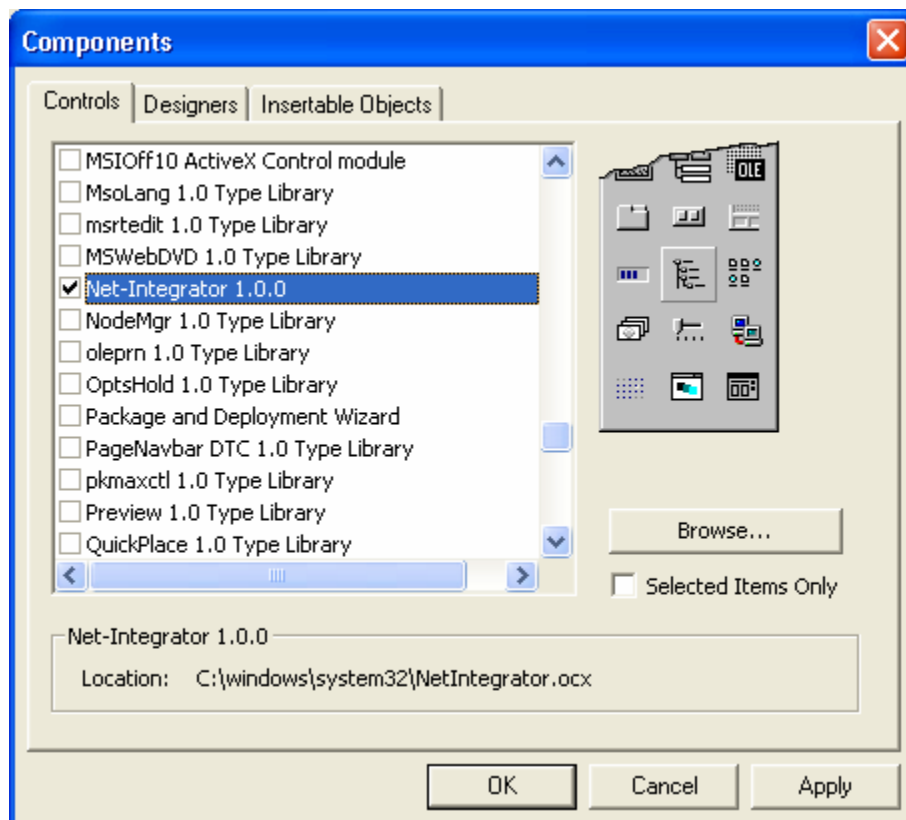 Components
Controls Designers Insertable Objects
MSIOff10 ActiveX Control module
MsoLang 1.0 Type Library
msrtedit 1.0 Type Library
MSWebDVD 1.0 Type Library
Net-Integrator 1.0.0
NodeMgr 1.0 Type Library
oleprn 1.0 Type Library
OptsHold 1.0 Type Library
Package and Deployment Wizard
PageNavbar DTC 1.0 Type Library
pkmaxctl 1.0 Type Library
Preview 1.0 Type Library
QuickPlace 1.0 Type Library
OLE
Browse...
Selected Items Only
Net-Integrator 1.0.0
Location: C:\windows\system32\NetIntegrator.ocx
OK Cancel Apply